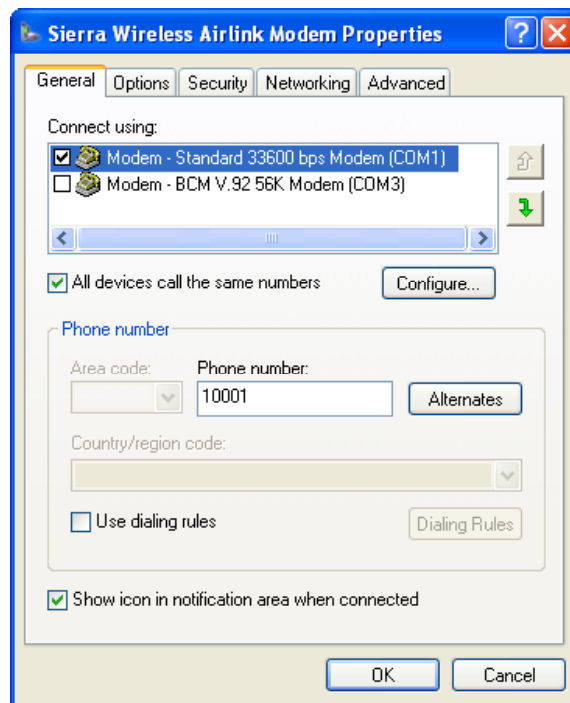 Sierra Wireless Airlink Modem Properties
General Options Security Networking Advanced
Connect using:
Modem - Standard 33600 bps Modem (COM1)
Modem - BCM V.92 56K Modem (COM3)
All devices call the same numbers Configure...
Phone number
Area code: Phone number:
10001 Alternates
Country/region code:
Use dialing rules Dialing Rules
Show icon in notification area when connected
OK Cancel